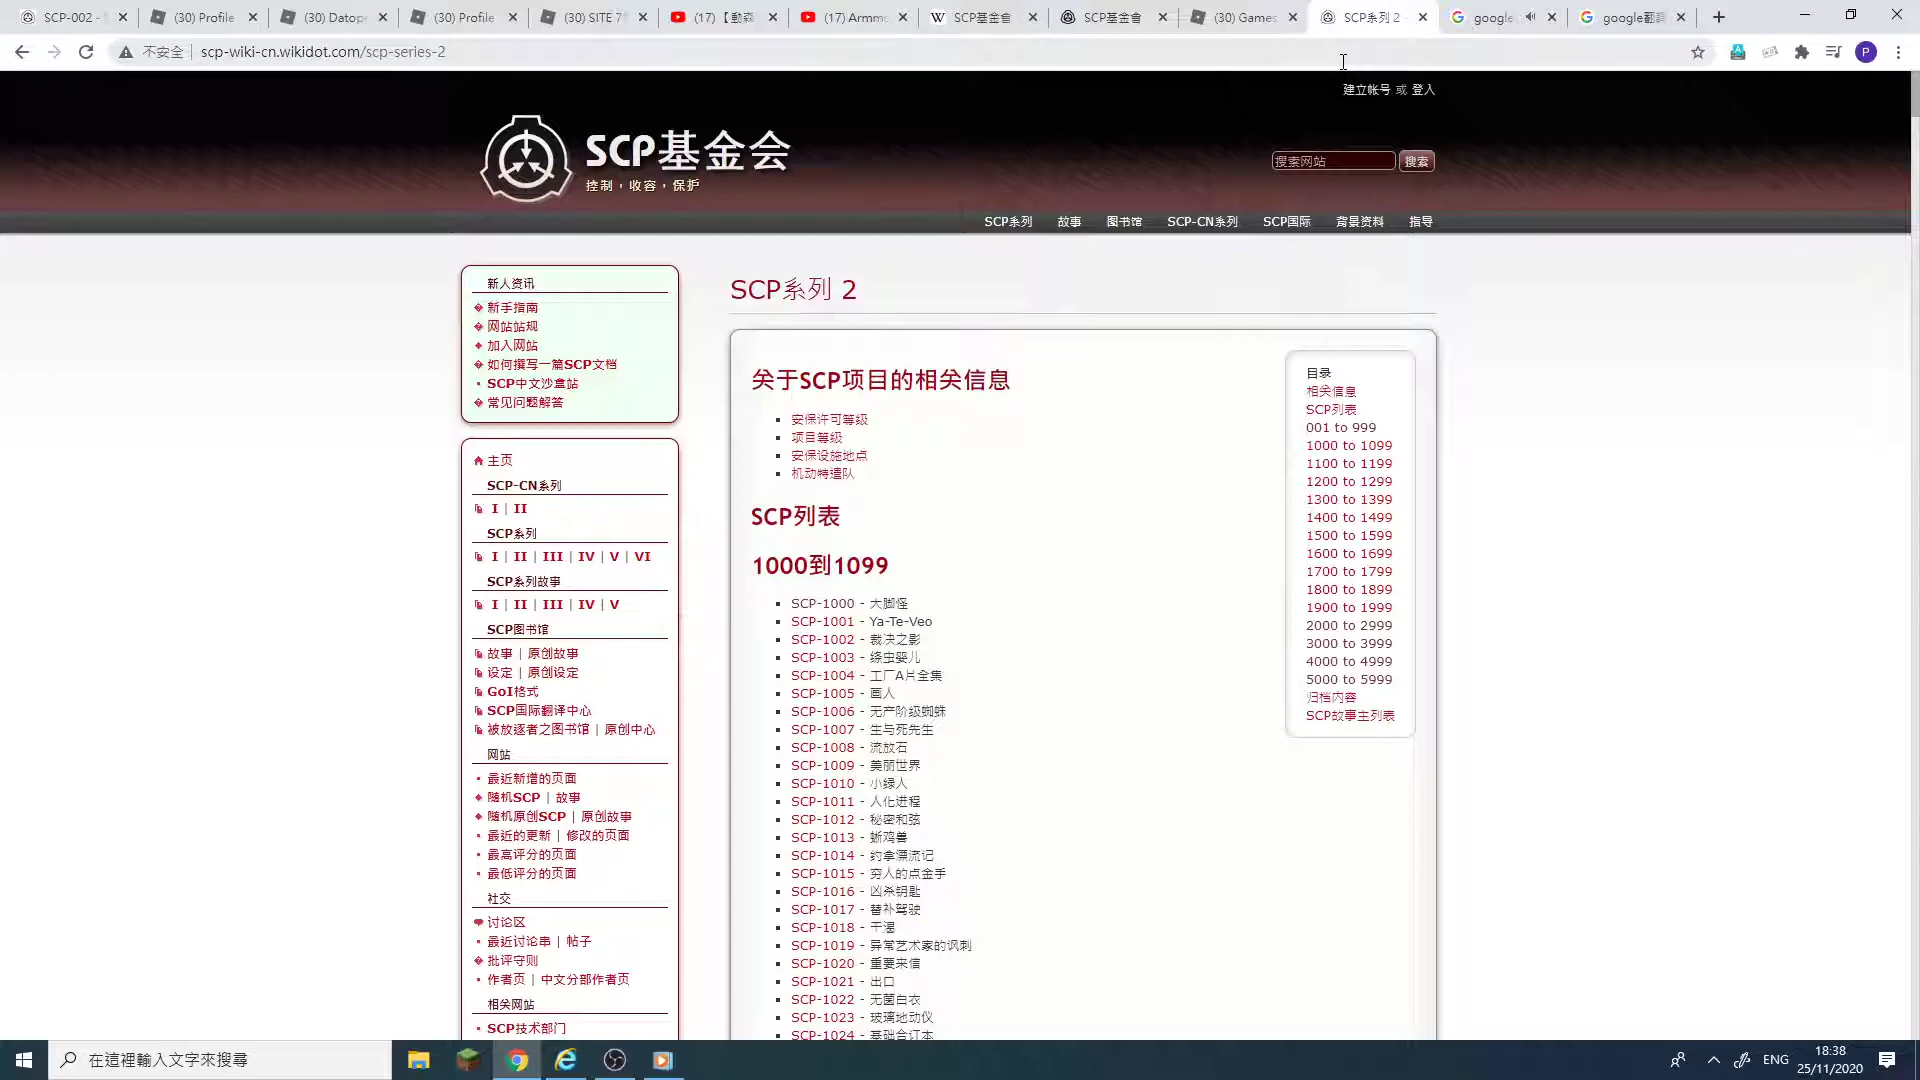 SCP-002 -
(30) Profile
(30) Datop
(30) Profile
(30) SITE 7
(17)【動森
(17) Armm
SCP基金會
SCP基金會
(30) Games
SCP系列 2
google
google翻譯
不安全
scp-wiki-cn.wikidot.com/scp-series-2
P
建立帐号 或 登入
SCP基金会
控制，收容，保护
搜索网站
搜索
SCP系列
故事
图书馆
SCP-CN系列
SCP国际
背景资料
指导
新人资讯
新手指南
网站站规
加入网站
如何撰写一篇SCP文档
SCP中文沙盒站
常见问题解答
主页
SCP-CN系列
I | II
SCP系列
I | II | III | IV | V | VI
SCP系列故事
I | II | III | IV | V
SCP图书馆
故事 | 原创故事
设定 | 原创设定
GoI格式
SCP国际翻译中心
被放逐者之图书馆 | 原创中心
网站
最近新增的页面
随机SCP | 故事
随机原创SCP | 原创故事
最近的更新 | 修改的页面
最高评分的页面
最低评分的页面
社交
讨论区
最近讨论串 | 帖子
批评守则
作者页 | 中文分部作者页
相关网站
SCP技术部门
SCP系列 2
关于SCP项目的相关信息
安保许可等级
项目等级
安保设施地点
机动特遣队
SCP列表
1000到1099
SCP-1000 - 大脚怪
SCP-1001 - Ya-Te-Veo
SCP-1002 - 裁决之影
SCP-1003 - 绦虫婴儿
SCP-1004 - 工厂A片全集
SCP-1005 - 画人
SCP-1006 - 无产阶级蜘蛛
SCP-1007 - 生与死先生
SCP-1008 - 流放石
SCP-1009 - 美丽世界
SCP-1010 - 小绿人
SCP-1011 - 人化进程
SCP-1012 - 秘密和弦
SCP-1013 - 蜥鸡兽
SCP-1014 - 约拿漂流记
SCP-1015 - 穷人的点金手
SCP-1016 - 凶杀钥匙
SCP-1017 - 替补驾驶
SCP-1018 - 干渴
SCP-1019 - 异常艺术家的讽刺
SCP-1020 - 重要来信
SCP-1021 - 出口
SCP-1022 - 无菌白衣
SCP-1023 - 玻璃地动仪
SCP-1024 - 基础合订本
目录
相关信息
SCP列表
001 to 999
1000 to 1099
1100 to 1199
1200 to 1299
1300 to 1399
1400 to 1499
1500 to 1599
1600 to 1699
1700 to 1799
1800 to 1899
1900 to 1999
2000 to 2999
3000 to 3999
4000 to 4999
5000 to 5999
归档内容
SCP故事主列表
在這裡輸入文字來搜尋
ENG
18:38
25/11/2020